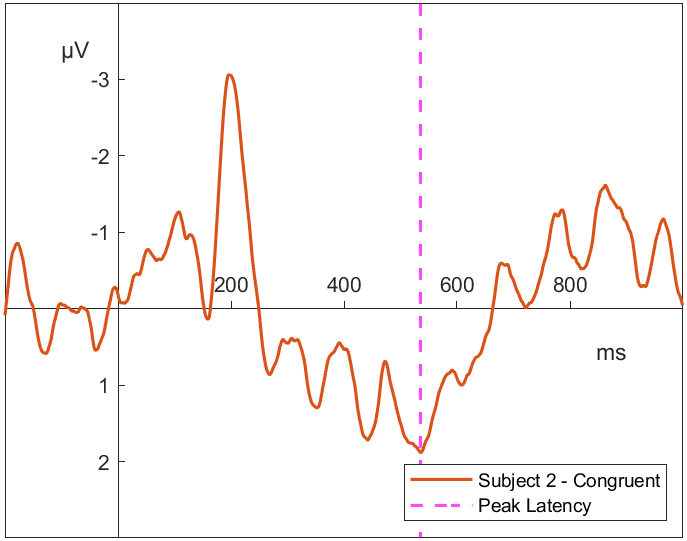 μV
-3
-2
-1
200 400 600 800
ms
1
2
Subject 2 - Congruent
Peak Latency